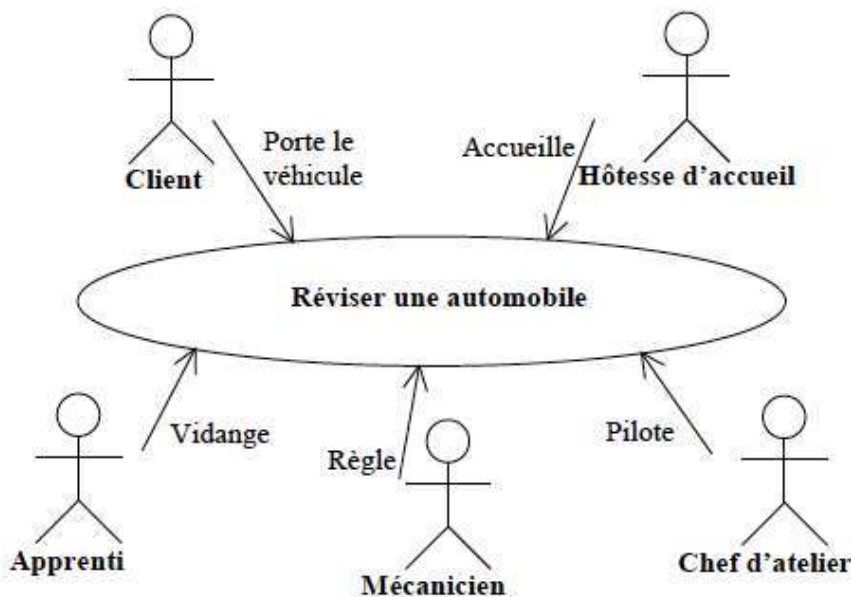 Porte le
véhicule
Accueille
Client
Hôtesse d'accueil
Réviser une automobile
Vidange
Règle
Pilote
Apprenti
Mécanicien
Chef d'atelier